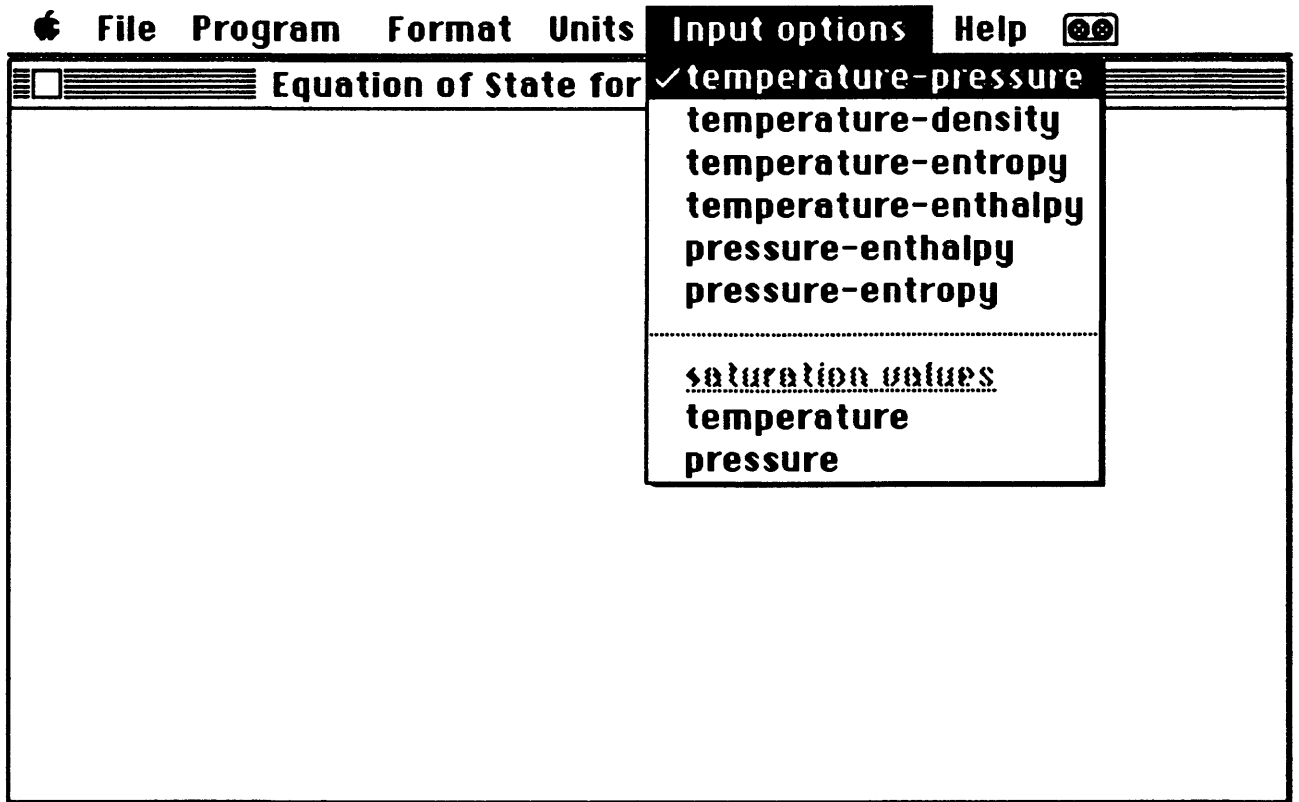 File Program Format Units Input options Help
Equation of State for
✓temperature-pressure
temperature-density
temperature-entropy
temperature-enthalpy
pressure-enthalpy
pressure-entropy
saturation values
temperature
pressure